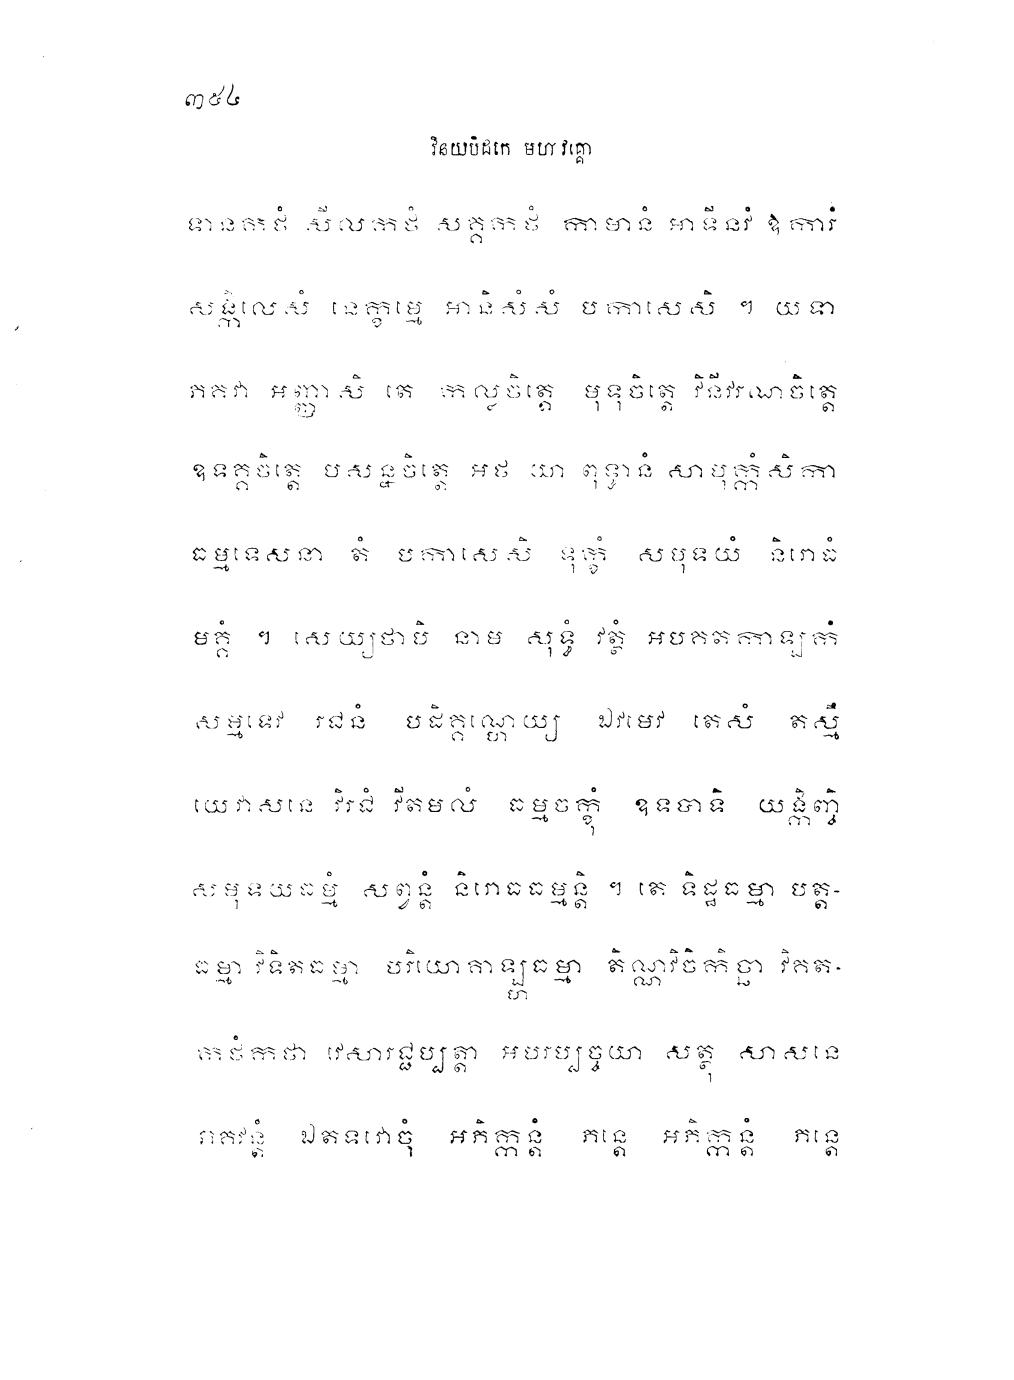 ៣៥៤
វិនយបិដកេ មហាវគ្គោ
ទានកថំ សីលកថំ សគ្គកថំ កាមានំ អាទីនវំ ឱការំ
សង្កិលេសំ នេក្ខម្មេ អានិសំសំ បកាសេសិ ។ យទា
ភគវា អញ្ញាសិ តេ កល្លចិត្តេ មុទុចិត្តេ វិនីវរណចិត្តេ
ឧទគ្គចិត្តេ បសន្នចិត្តេ អថ យា ពុទ្ធានំ សាមុក្កំសិកា
ធម្មទេសនា តំ បកាសេសិ ទុក្ខំ សមុទយំ និរោធំ
មគ្គំ ។ សេយ្យថាបិ នាម សុទ្ធំ វត្ថំ អបគតកាឡកំ
សម្មទេវ រជនំ បដិគ្គណ្ហេយ្យ ឯវមេវ តេសំ តស្មឹ
យេវាសនេ វិរជំ វីតមលំ ធម្មចក្ខុំ ឧទបាទិ យង្កិញ្ចិ
សមុទយធម្មំ សព្វន្តំ និរោធធម្មន្តិ ។ តេ ទិដ្ឋធម្មា បត្ត-
ធម្មា វិទិតធម្មា បរិយោគាឡ្ហធម្មា តិណ្ណវិចិកិច្ឆា វិគត-
កថំកថា វេសារជ្ជប្បត្តា អបរប្បច្ចយា សត្ថុ សាសនេ
ភគវន្តំ ឯតទវោចុំ អភិក្កន្តំ ភន្តេ អភិក្កន្តំ ភន្តេ